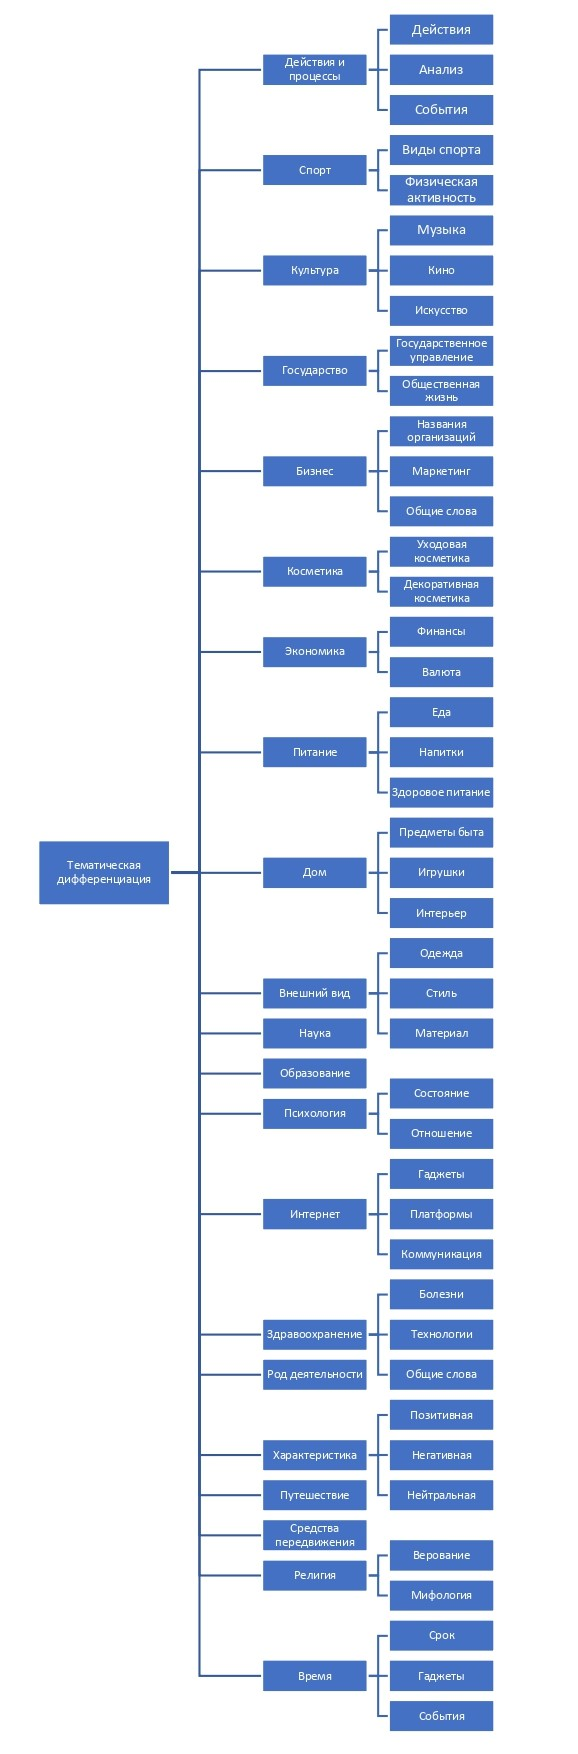 Тематическая
дифференциация
Действия и
процессы
Действия
Анализ
События
Спорт
Виды спорта
Физическая
активность
Культура
Музыка
Кино
Искусство
Государство
Государственное
управление
Общественная
жизнь
Бизнес
Названия
организаций
Маркетинг
Общие слова
Косметика
Уходовая
косметика
Декоративная
косметика
Экономика
Финансы
Валюта
Питание
Еда
Напитки
Здоровое питание
Дом
Предметы быта
Игрушки
Интерьер
Внешний вид
Одежда
Стиль
Материал
Наука
Образование
Психология
Состояние
Отношение
Интернет
Гаджеты
Платформы
Коммуникация
Здравоохранение
Болезни
Технологии
Общие слова
Род деятельности
Характеристика
Позитивная
Негативная
Нейтральная
Путешествие
Средства
передвижения
Религия
Верование
Мифология
Время
Срок
Гаджеты
События